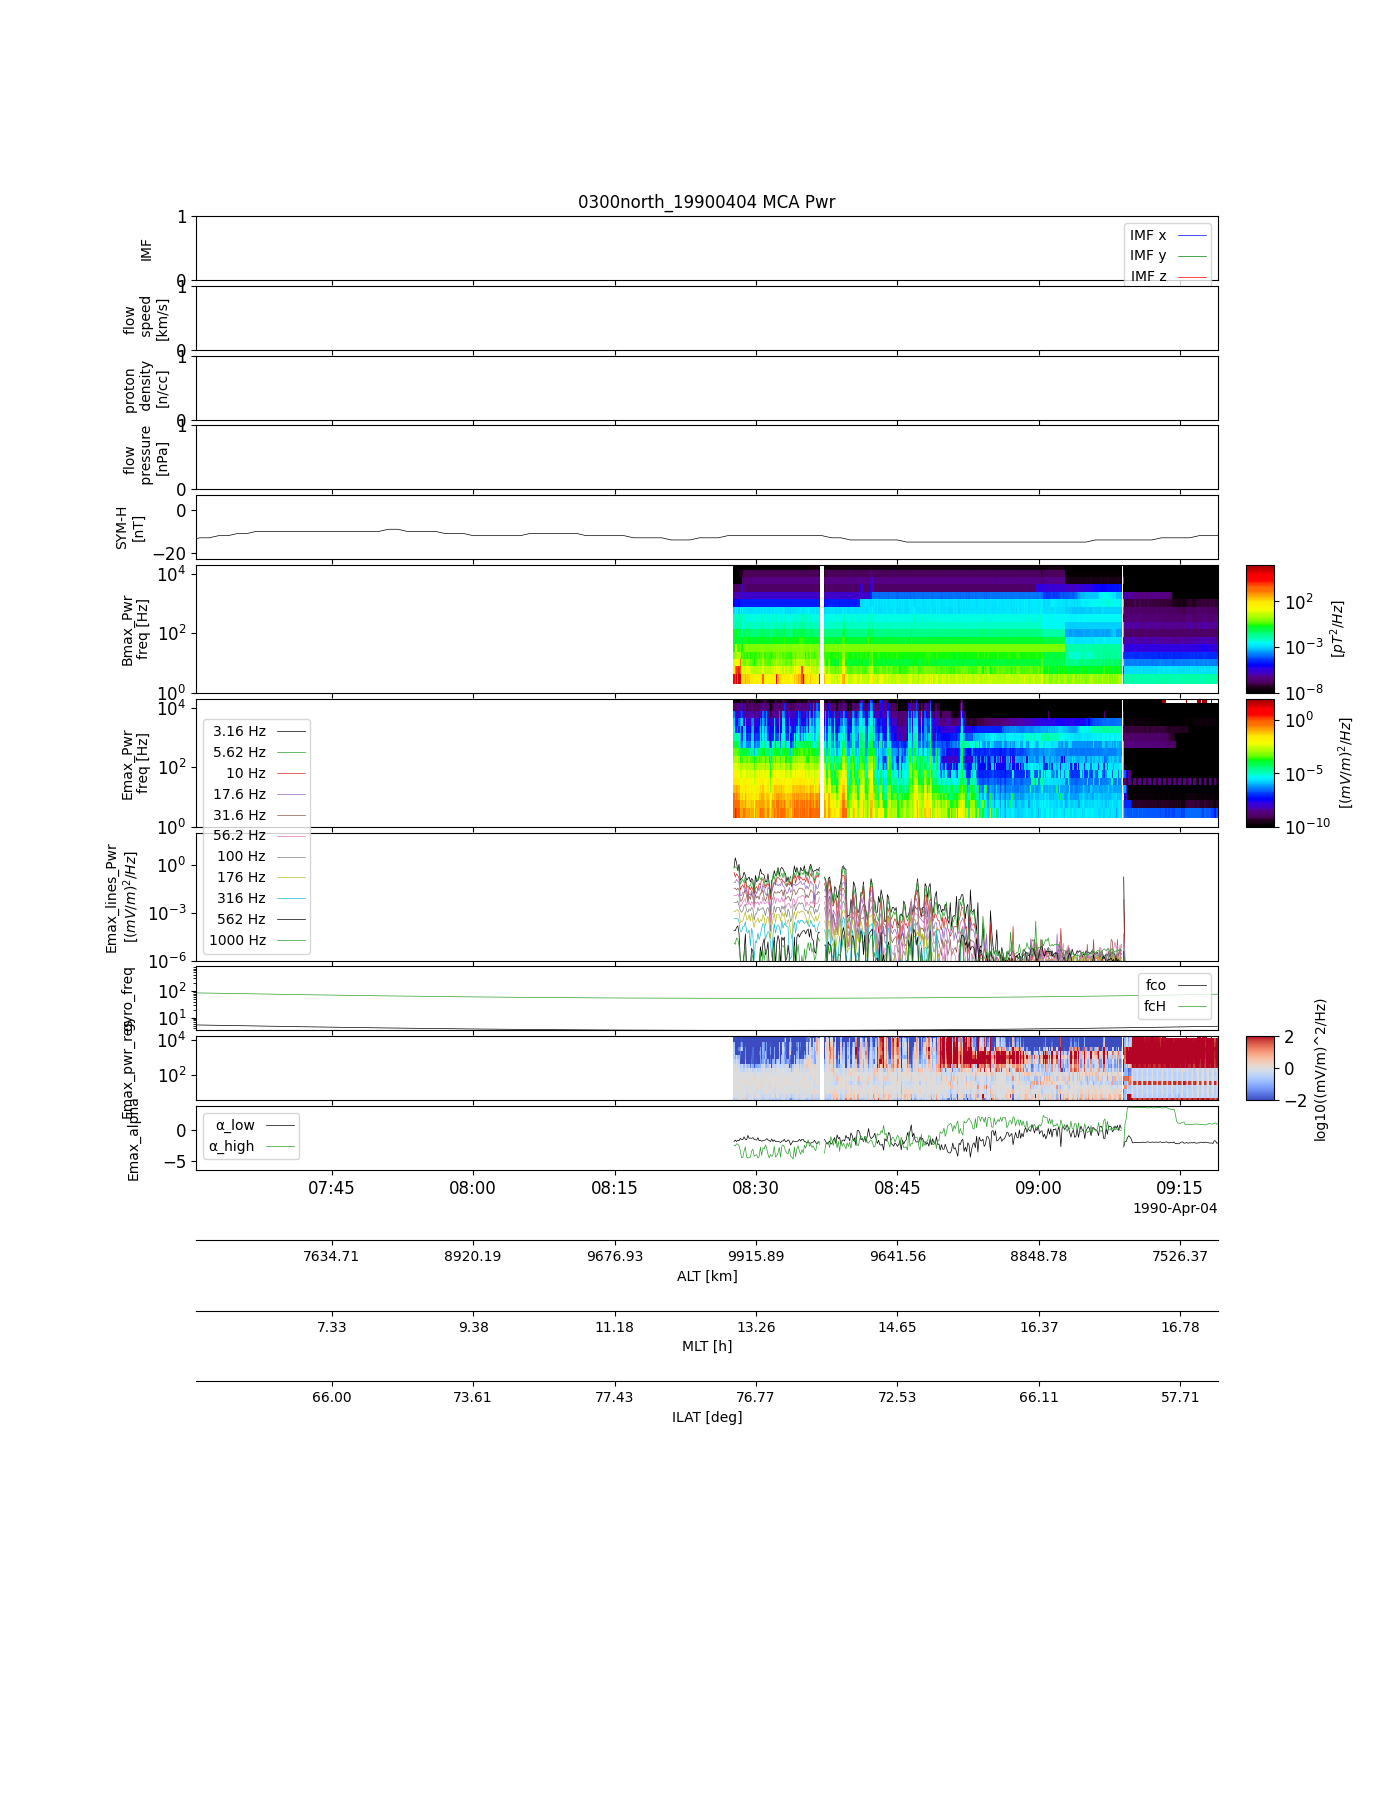 0300north_19900404 MCA Pwr
1
0
IMF
IMF x
IMF y
IMF z
1
0
flow
speed
[km/s]
1
0
proton
density
[n/cc]
1
0
flow
pressure
[nPa]
0
−20
SYM-H
[nT]
10^4
10^2
10^0
Bmax_Pwr
freq [Hz]
10^2
10^−3
10^−8
[pT^2/Hz]
10^4
10^2
10^0
Emax_Pwr
freq [Hz]
10^0
10^−5
10^−10
[(mV/m)^2/Hz]
3.16 Hz
5.62 Hz
10 Hz
17.6 Hz
31.6 Hz
56.2 Hz
100 Hz
176 Hz
316 Hz
562 Hz
1000 Hz
10^0
10^−3
10^−6
Emax_lines_Pwr
[(mV/m)^2/Hz]
10^2
10^1
fco
fcH
10^4
10^2
2
0
−2
log10((mV/m)^2/Hz)
0
−5
Emax_alpha
α_low
α_high
07:45 08:00 08:15 08:30 08:45 09:00 09:15
1990-Apr-04
7634.71 8920.19 9676.93 9915.89 9641.56 8848.78 7526.37
ALT [km]
7.33 9.38 11.18 13.26 14.65 16.37 16.78
MLT [h]
66.00 73.61 77.43 76.77 72.53 66.11 57.71
ILAT [deg]